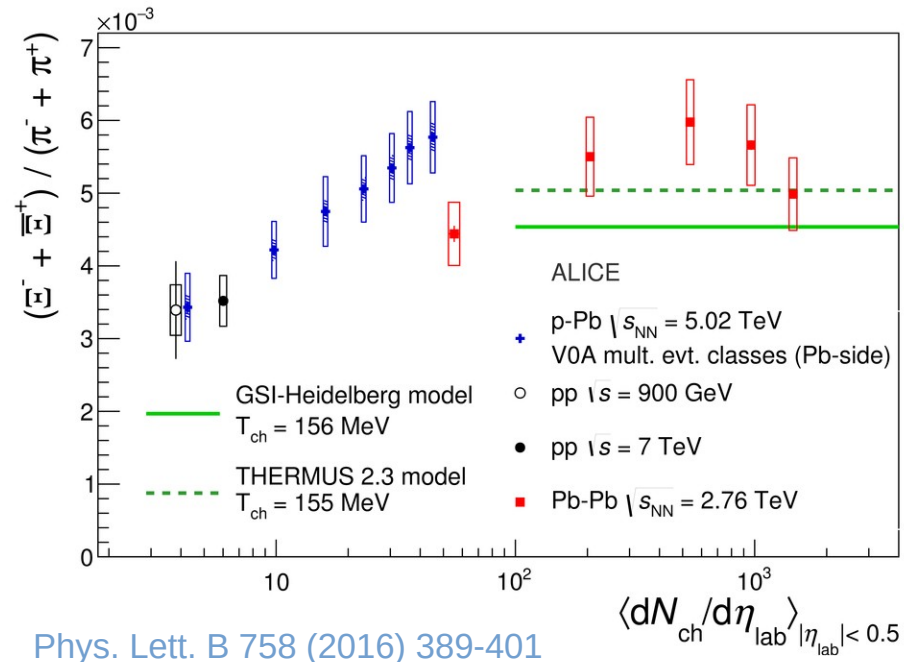 ×10⁻³
(Ξ⁻ + Ξ̅⁺) / (π⁻ + π⁺)
7
6
5
4
3
2
1
0
ALICE
p-Pb √s_NN = 5.02 TeV
V0A mult. evt. classes (Pb-side)
pp √s = 900 GeV
pp √s = 7 TeV
Pb-Pb √s_NN = 2.76 TeV
GSI-Heidelberg model
T_ch = 156 MeV
THERMUS 2.3 model
T_ch = 155 MeV
10
10²
10³
⟨dN_ch/dη_lab⟩_|η_lab|< 0.5
Phys. Lett. B 758 (2016) 389-401